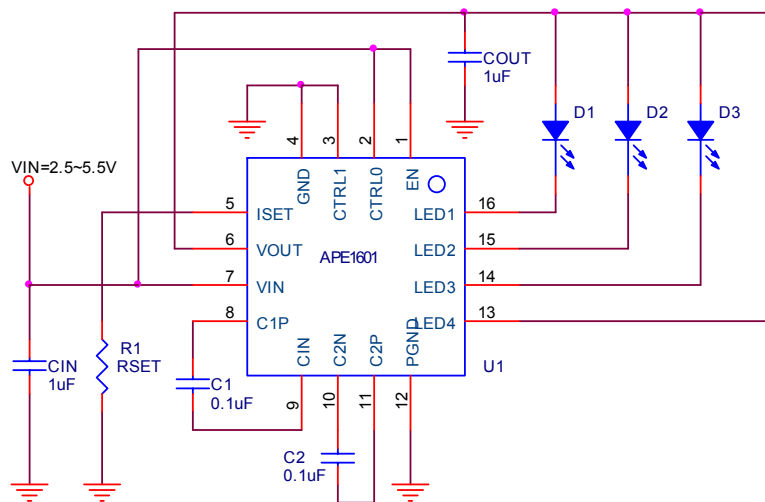 COUT
1uF
D1
D2
D3
4
3
2
1
VIN=2.5~5.5V
GND
CTRL1
CTRL0
EN
5
ISET
LED1
16
6
VOUT
LED2
15
APE1601
7
VIN
LED3
14
8
C1P
LED4
13
CIN
C2N
C2P
PGND
U1
R1
RSET
CIN
1uF
C1
0.1uF
9
10
11
12
C2
0.1uF